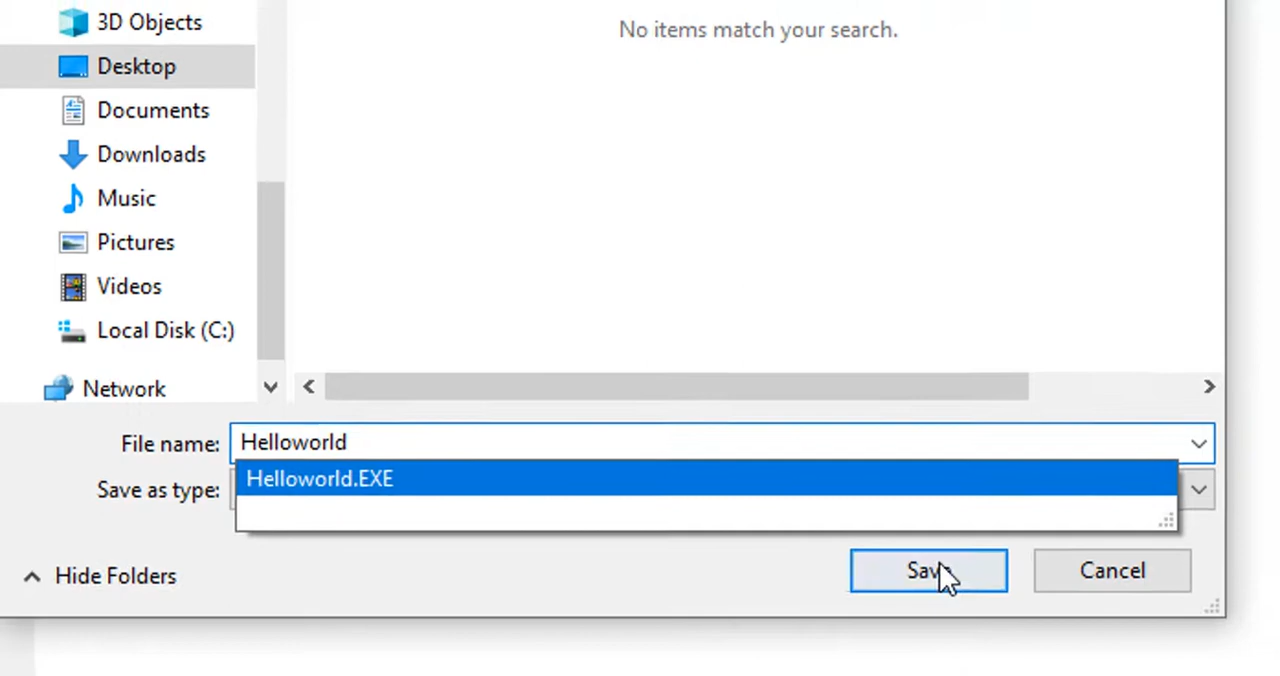 3D Objects
Desktop
Documents
Downloads
Music
Pictures
Videos
Local Disk (C:)
Network
No items match your search.
File name: Helloworld
Helloworld.EXE
Save as type:
Hide Folders
Save
Cancel